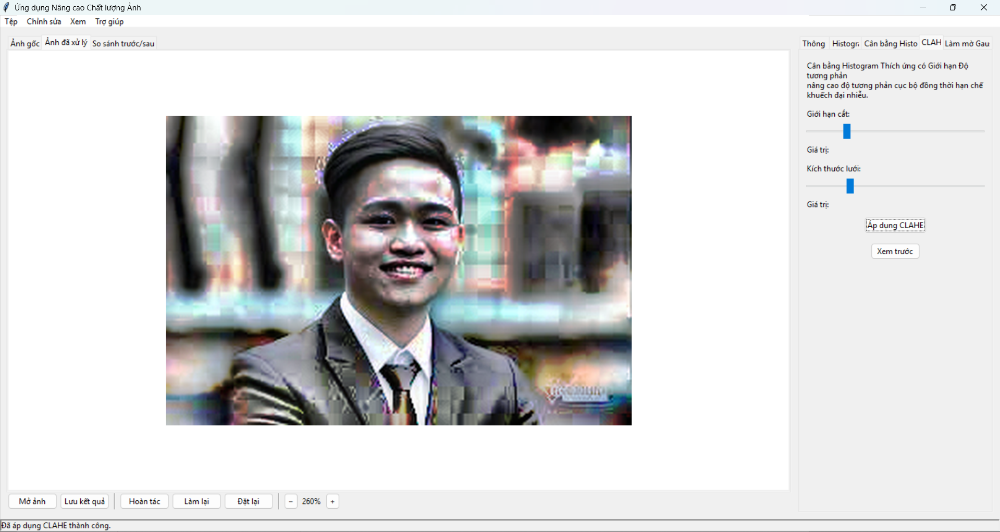 Ứng dụng Nâng cao Chất lượng Ảnh
Tệp Chỉnh sửa Xem Trợ giúp
Ảnh gốc Ảnh đã xử lý So sánh trước/sau
Thông Histogra Cân bằng Histo CLAH Làm mờ Gau
Cân bằng Histogram Thích ứng có Giới hạn Độ
tương phản
nâng cao độ tương phản cục bộ đồng thời hạn chế
khuếch đại nhiễu.
Giới hạn cắt:
Giá trị:
Kích thước lưới:
Giá trị:
Áp dụng CLAHE
Xem trước
Mở ảnh Lưu kết quả Hoàn tác Làm lại Đặt lại − 260% +
Đã áp dụng CLAHE thành công.